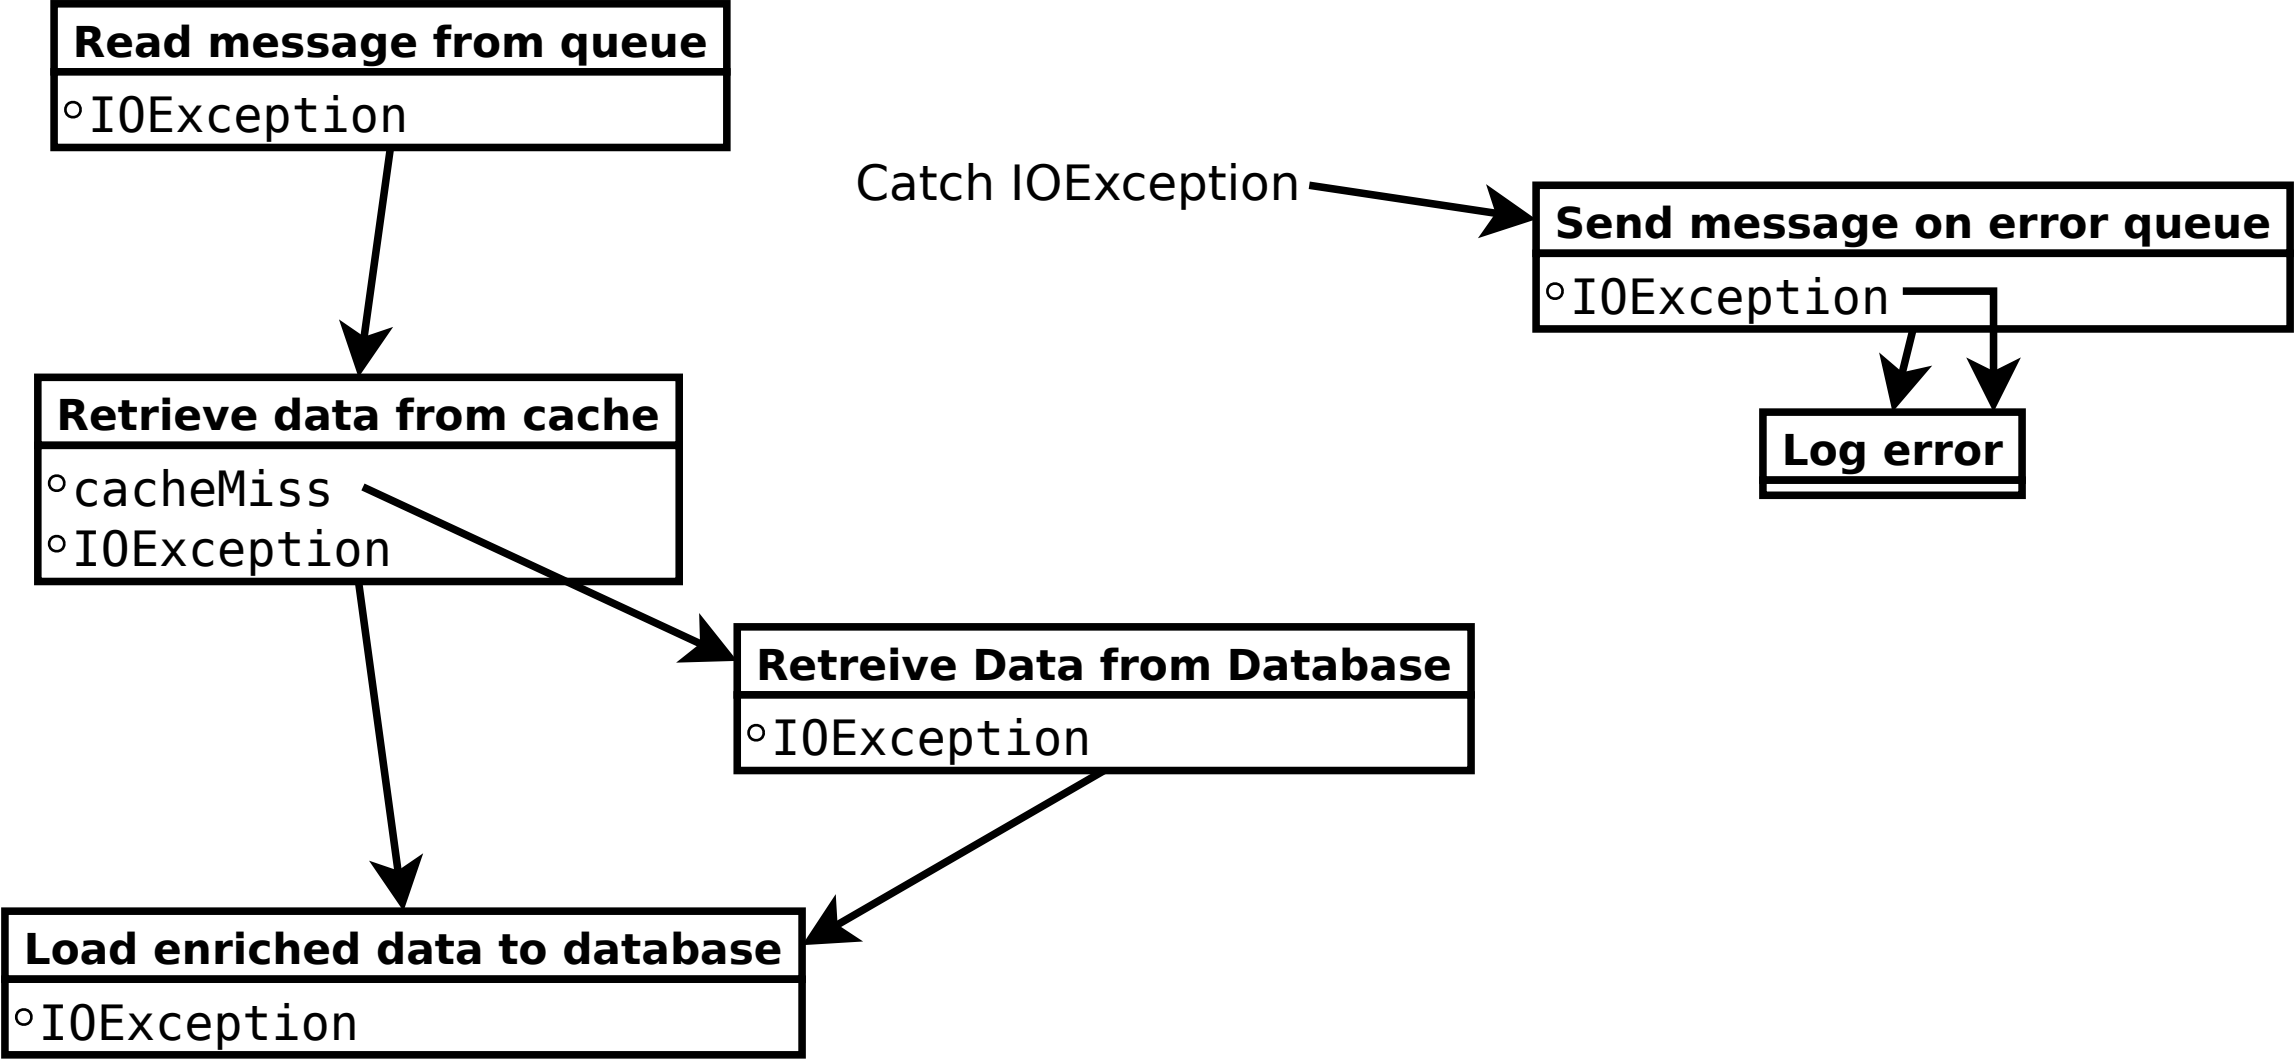 Read message from queue
IOException
Catch IOException
Send message on error queue
IOException
Log error
Retrieve data from cache
cacheMiss
IOException
Retreive Data from Database
IOException
Load enriched data to database
IOException